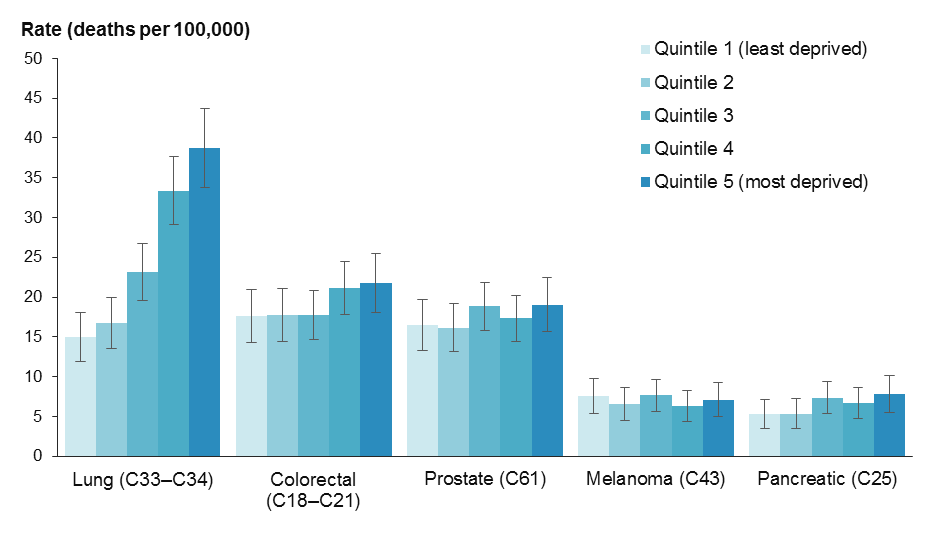 Rate (deaths per 100,000)
50
45
40
35
30
25
20
15
10
5
0
Quintile 1 (least deprived)
Quintile 2
Quintile 3
Quintile 4
Quintile 5 (most deprived)
Lung (C33–C34)
Colorectal
(C18–C21)
Prostate (C61)
Melanoma (C43)
Pancreatic (C25)